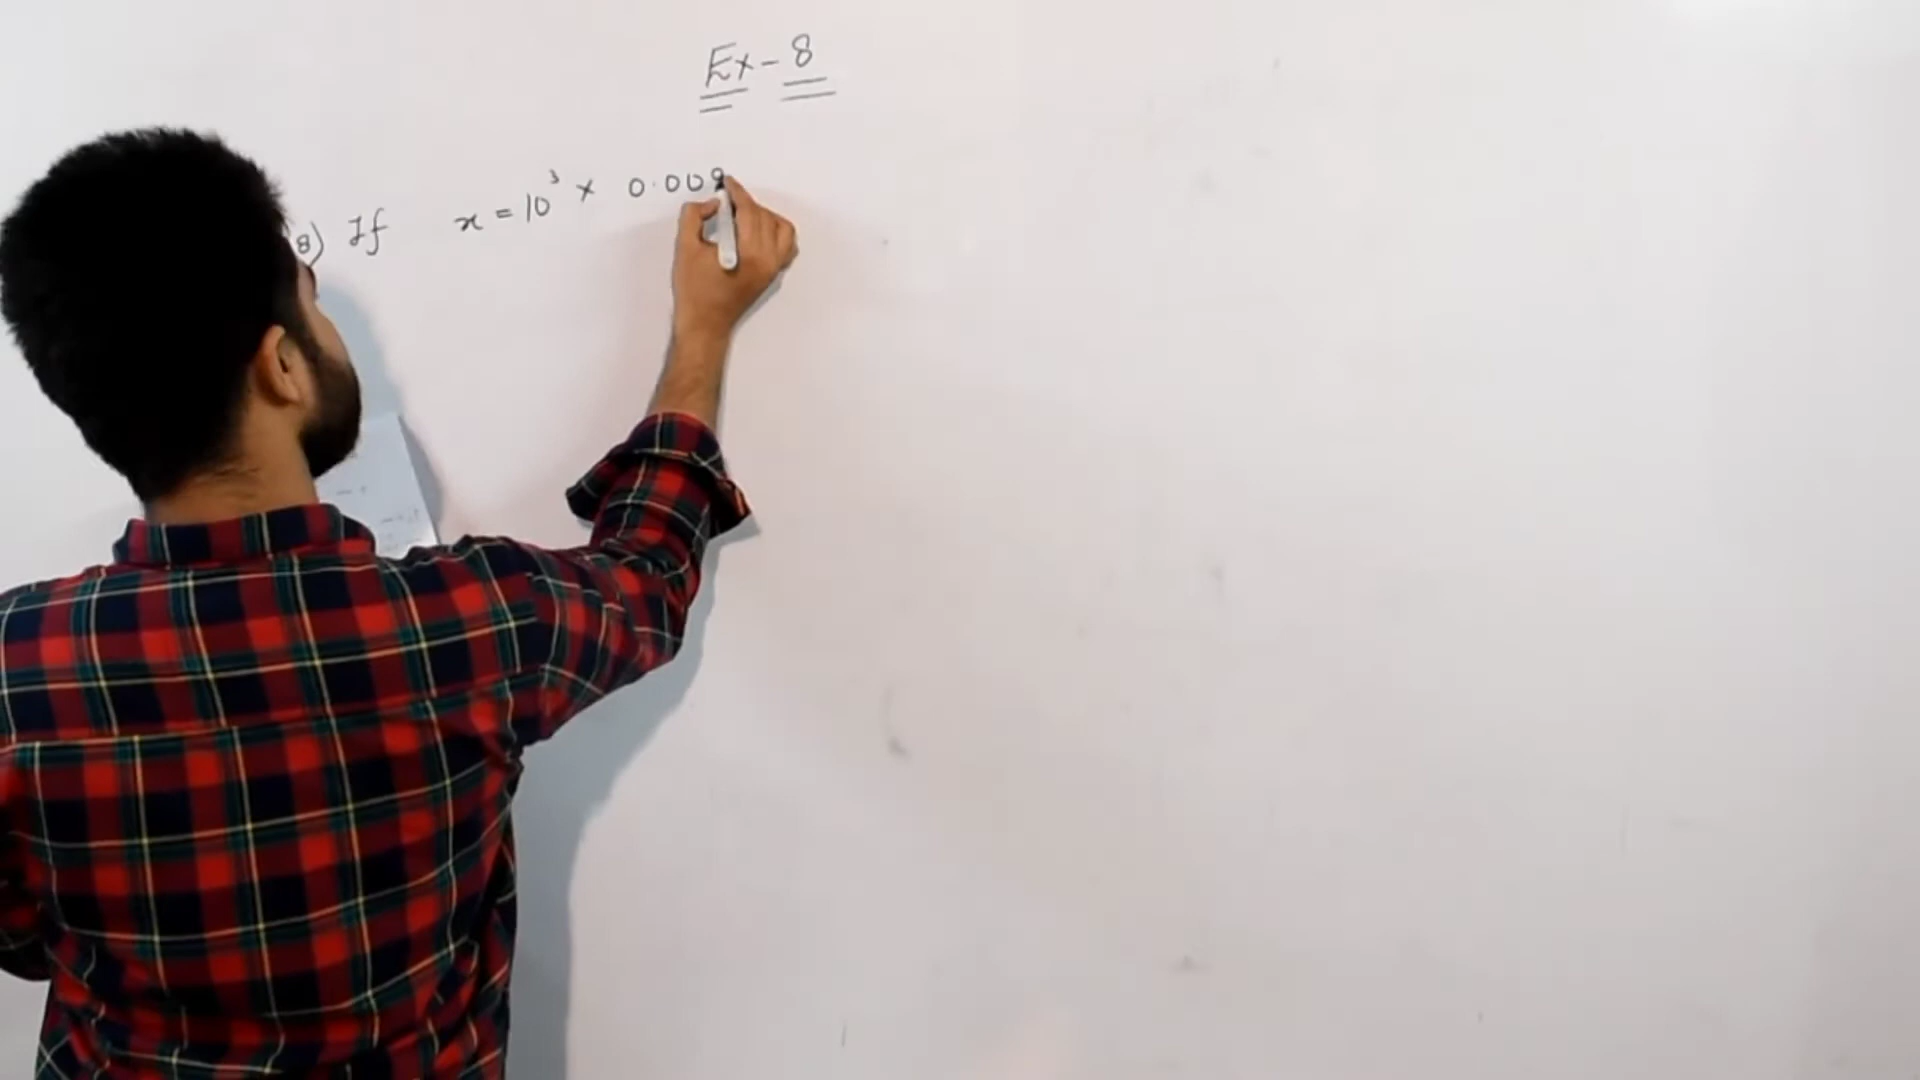 Ex-8
8) If x = 10³ × 0.009